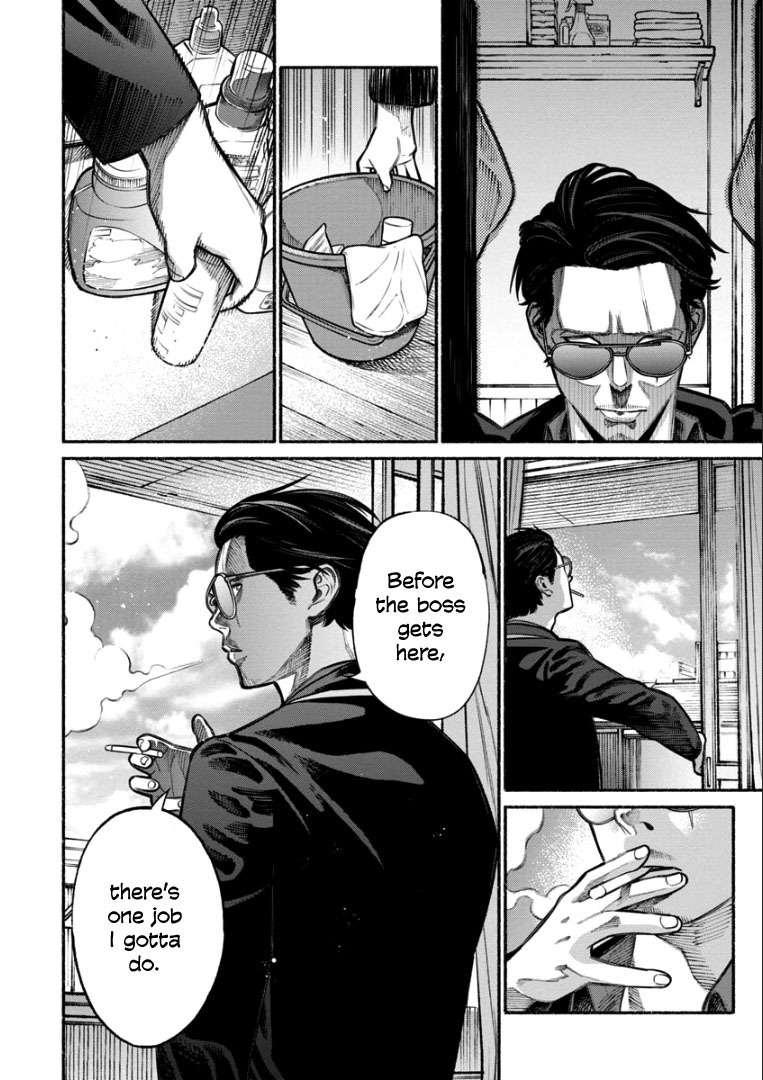 Before
the boss
gets
here,
there's
one job
I gotta
do.